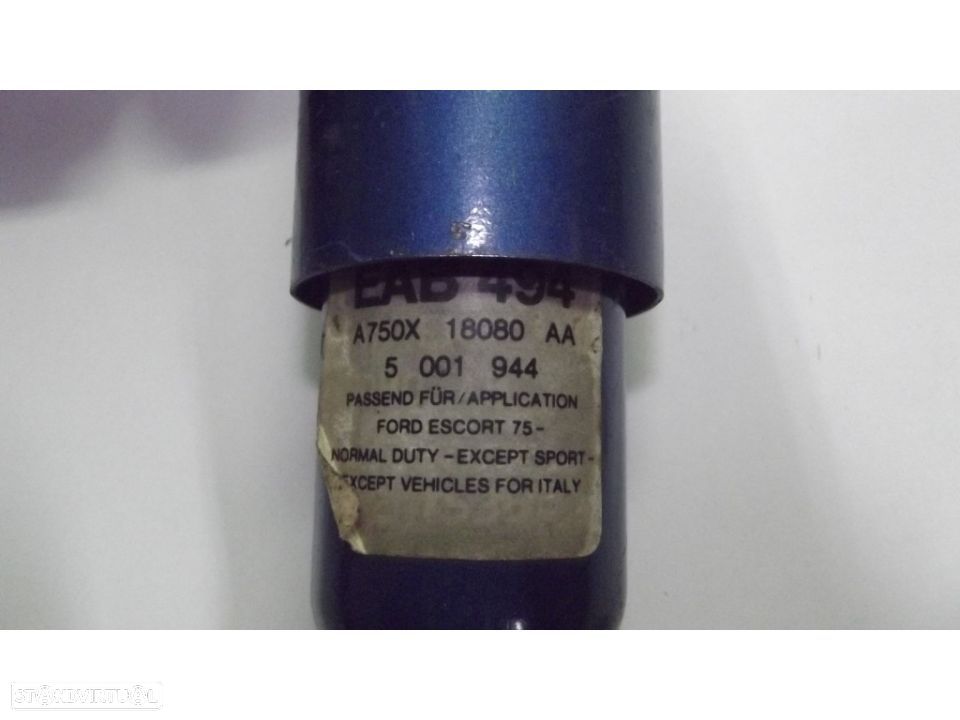 EAB 494
A750X 18080 AA
5 001 944
PASSEND FÜR/APPLICATION
FORD ESCORT 75-
NORMAL DUTY -EXCEPT SPORT-
EXCEPT VEHICLES FOR ITALY
STANDVIRTUAL